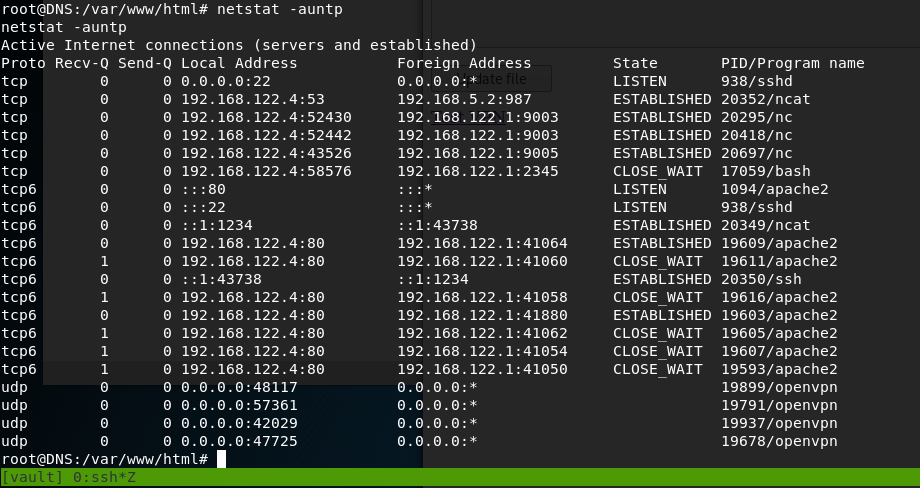 root@DNS:/var/www/html# netstat -auntp
netstat -auntp
Active Internet connections (servers and established)
Proto Recv-Q Send-Q Local Address           Foreign Address         State       PID/Program name
tcp        0      0 0.0.0.0:22              0.0.0.0:*               LISTEN      938/sshd
tcp        0      0 192.168.122.4:53        192.168.5.2:987         ESTABLISHED 20352/ncat
tcp        0      0 192.168.122.4:52430     192.168.122.1:9003      ESTABLISHED 20295/nc
tcp        0      0 192.168.122.4:52442     192.168.122.1:9003      ESTABLISHED 20418/nc
tcp        0      0 192.168.122.4:43526     192.168.122.1:9005      ESTABLISHED 20697/nc
tcp        0      0 192.168.122.4:58576     192.168.122.1:2345      CLOSE_WAIT  17059/bash
tcp6       0      0 :::80                   :::*                    LISTEN      1094/apache2
tcp6       0      0 :::22                   :::*                    LISTEN      938/sshd
tcp6       0      0 ::1:1234                ::1:43738               ESTABLISHED 20349/ncat
tcp6       0      0 192.168.122.4:80        192.168.122.1:41064     ESTABLISHED 19609/apache2
tcp6       1      0 192.168.122.4:80        192.168.122.1:41060     CLOSE_WAIT  19611/apache2
tcp6       0      0 ::1:43738               ::1:1234                ESTABLISHED 20350/ssh
tcp6       1      0 192.168.122.4:80        192.168.122.1:41058     CLOSE_WAIT  19616/apache2
tcp6       0      0 192.168.122.4:80        192.168.122.1:41880     ESTABLISHED 19603/apache2
tcp6       1      0 192.168.122.4:80        192.168.122.1:41062     CLOSE_WAIT  19605/apache2
tcp6       1      0 192.168.122.4:80        192.168.122.1:41054     CLOSE_WAIT  19607/apache2
tcp6       1      0 192.168.122.4:80        192.168.122.1:41050     CLOSE_WAIT  19593/apache2
udp        0      0 0.0.0.0:48117           0.0.0.0:*                           19899/openvpn
udp        0      0 0.0.0.0:57361           0.0.0.0:*                           19791/openvpn
udp        0      0 0.0.0.0:42029           0.0.0.0:*                           19937/openvpn
udp        0      0 0.0.0.0:47725           0.0.0.0:*                           19678/openvpn
root@DNS:/var/www/html#
[vault] 0:ssh*Z